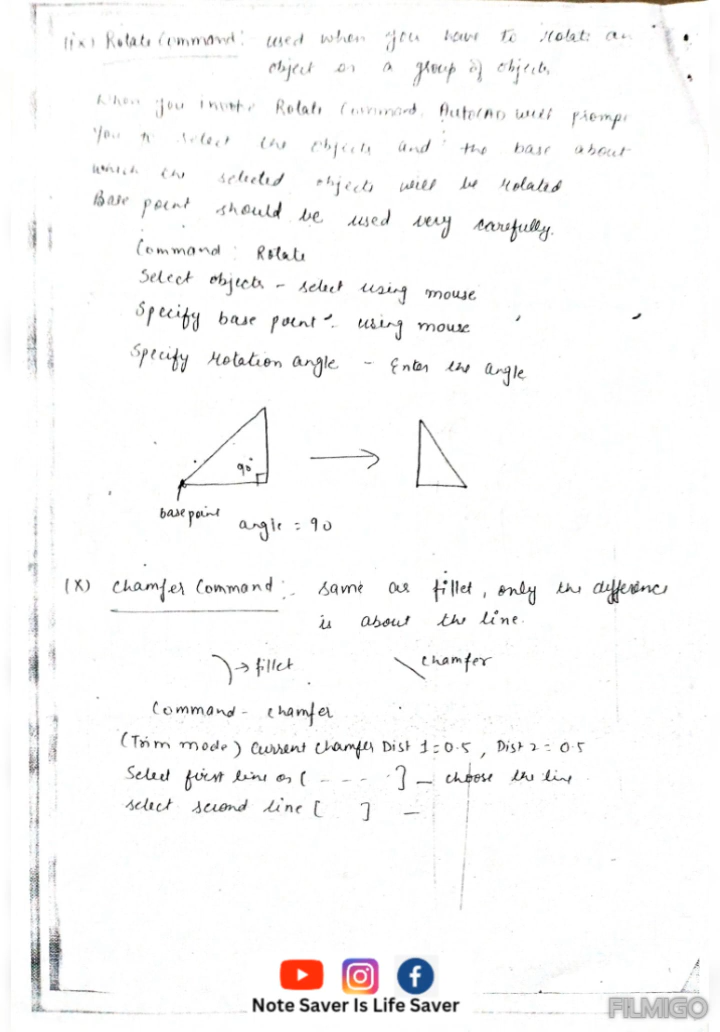 (ix) Rotate Command :- used when you have to rotate an
object or a group of objects
When you invoke Rotate Command, AutoCAD will prompt
you to select the objects and the base about
which the selected objects will be rotated
Base point should be used very carefully.
Command : Rotate
Select objects - select using mouse
Specify base point - using mouse
Specify rotation angle - Enter the angle
90°
base point
angle = 90
(X) Chamfer Command :- same as fillet, only the difference
is about the line.
→ fillet
chamfer
Command - chamfer
(Trim mode) Current Chamfer Dist 1 = 0.5, Dist 2 = 0.5
Select first line or [ - - - ] - choose the line
select second line [ ] -
Note Saver Is Life Saver
FILMIGO